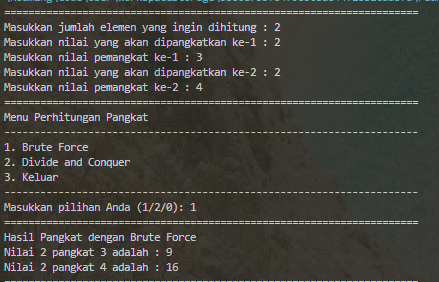 ==================================================================
Masukkan jumlah elemen yang ingin dihitung : 2
Masukkan nilai yang akan dipangkatkan ke-1 : 2
Masukkan nilai pemangkat ke-1 : 3
Masukkan nilai yang akan dipangkatkan ke-2 : 2
Masukkan nilai pemangkat ke-2 : 4
==================================================================
Menu Perhitungan Pangkat
------------------------------------------------------------------
1. Brute Force
2. Divide and Conquer
3. Keluar
------------------------------------------------------------------
Masukkan pilihan Anda (1/2/0): 1
==================================================================
Hasil Pangkat dengan Brute Force
Nilai 2 pangkat 3 adalah : 9
Nilai 2 pangkat 4 adalah : 16
==================================================================